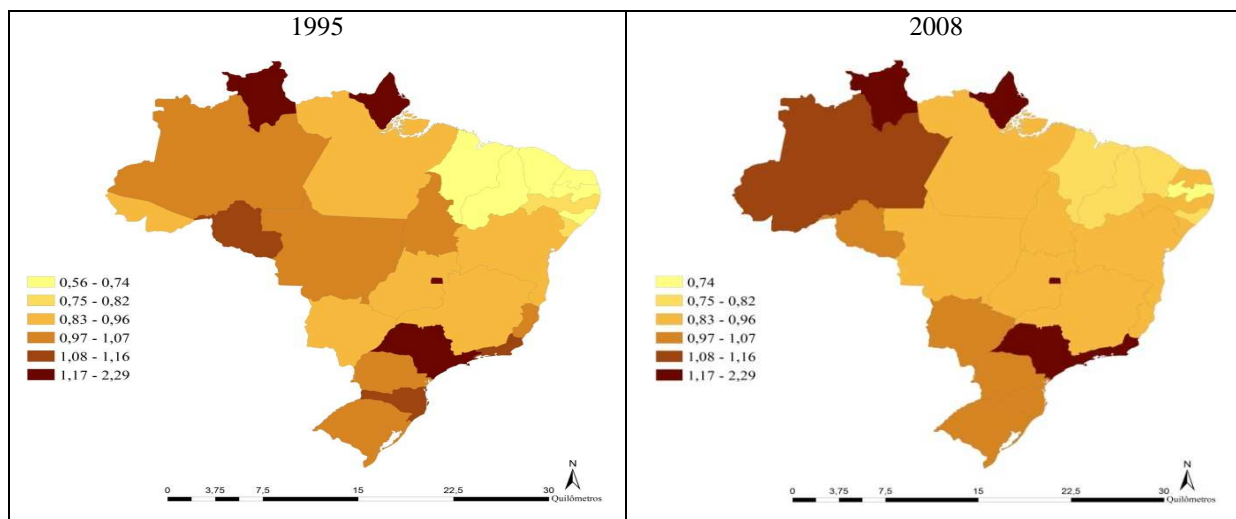 1995
0,56 - 0,74
0,75 - 0,82
0,83 - 0,96
0,97 - 1,07
1,08 - 1,16
1,17 - 2,29
N
0 3,75 7,5 15 22,5 30
Quilômetros
2008
0,74
0,75 - 0,82
0,83 - 0,96
0,97 - 1,07
1,08 - 1,16
1,17 - 2,29
N
0 3,75 7,5 15 22,5 30
Quilômetros